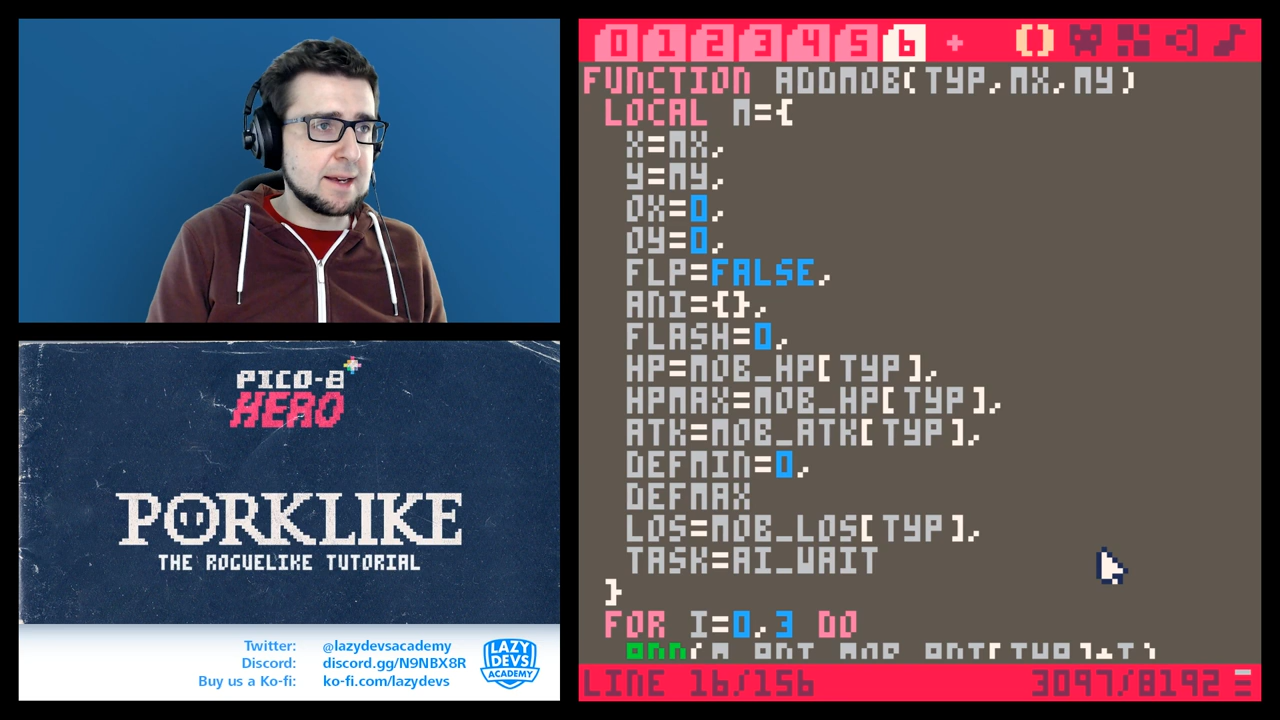 PICO-8
HERO
PORKLIKE
THE ROGUELIKE TUTORIAL
Twitter: @lazydevsacademy
Discord: discord.gg/N9NBX8R
Buy us a Ko-fi: ko-fi.com/lazydevs
LAZY
DEVS
ACADEMY
0 1 2 3 4 5 6 +
FUNCTION ADDMOB(TYP,MX,MY)
LOCAL M={
X=MX,
Y=MY,
OX=0,
OY=0,
FLP=FALSE,
ANI={},
FLASH=0,
HP=MOB_HP[TYP],
HPMAX=MOB_HP[TYP],
ATK=MOB_ATK[TYP],
DEFMIN=0,
DEFMAX
LOS=MOB_LOS[TYP],
TASK=AI_WAIT
}
FOR I=0,3 DO
LINE 16/156 3097/8192